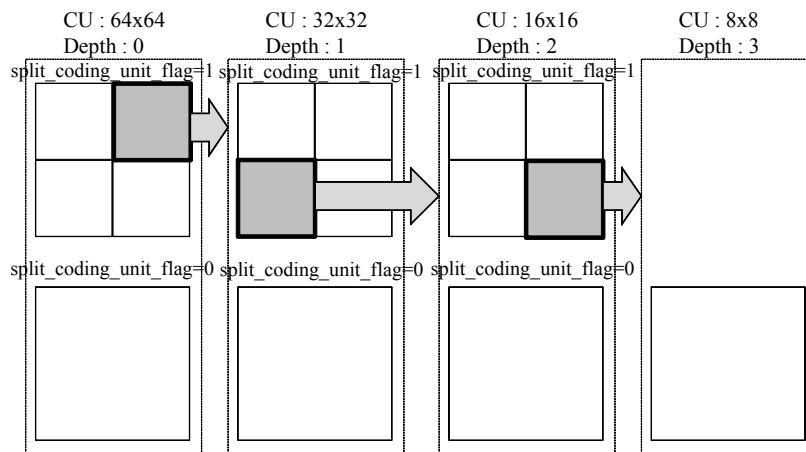 CU : 64x64
Depth : 0
CU : 32x32
Depth : 1
CU : 16x16
Depth : 2
CU : 8x8
Depth : 3
split_coding_unit_flag=1
split_coding_unit_flag=1
split_coding_unit_flag=1
split_coding_unit_flag=0
split_coding_unit_flag=0
split_coding_unit_flag=0